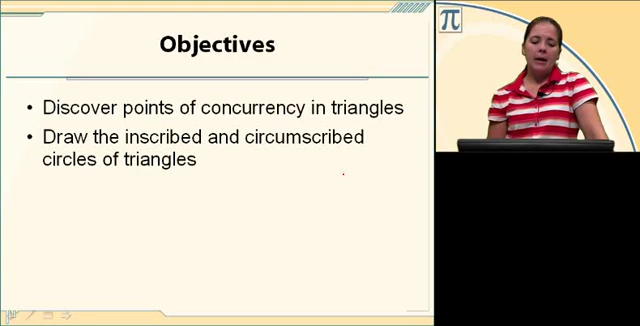 Objectives
• Discover points of concurrency in triangles
• Draw the inscribed and circumscribed
circles of triangles
π